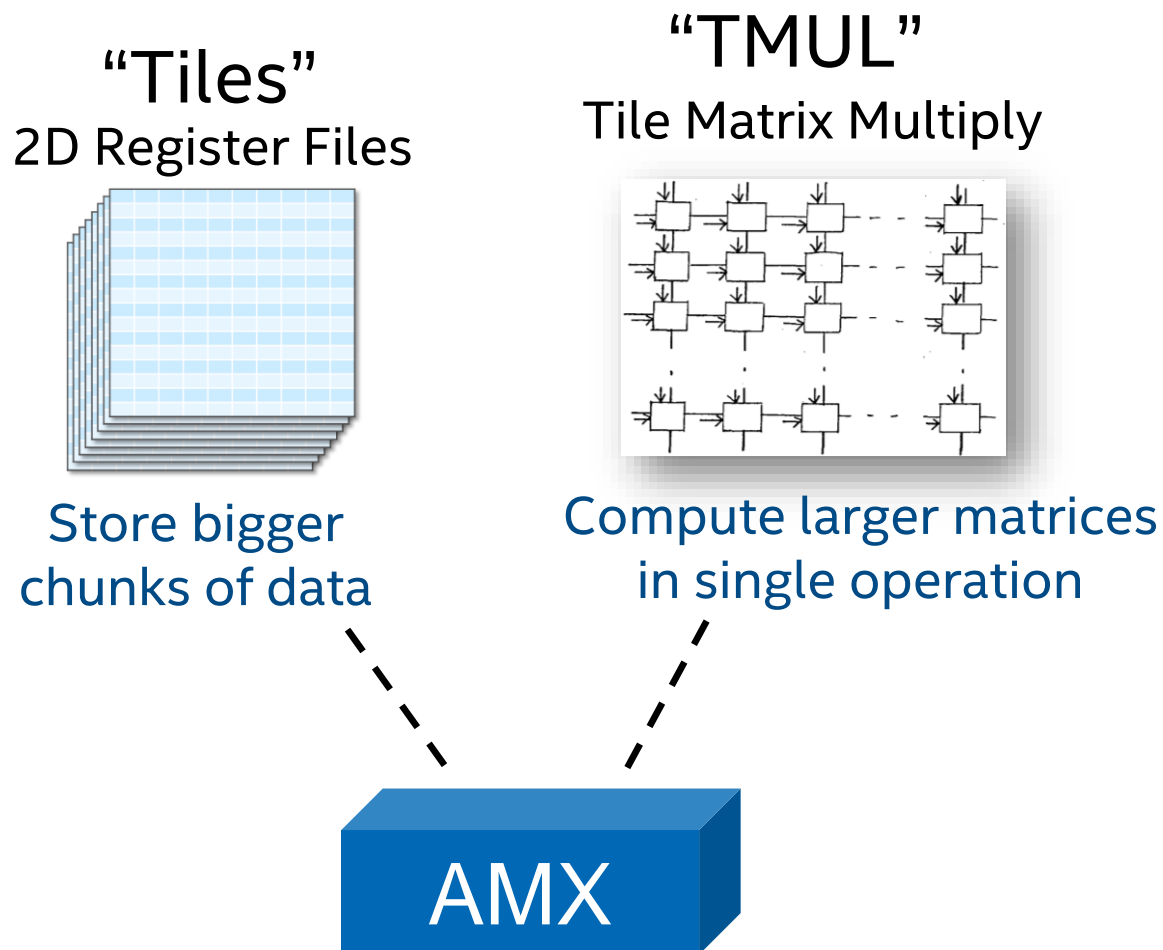 “Tiles”
2D Register Files
Store bigger
chunks of data
“TMUL”
Tile Matrix Multiply
Compute larger matrices
in single operation
AMX